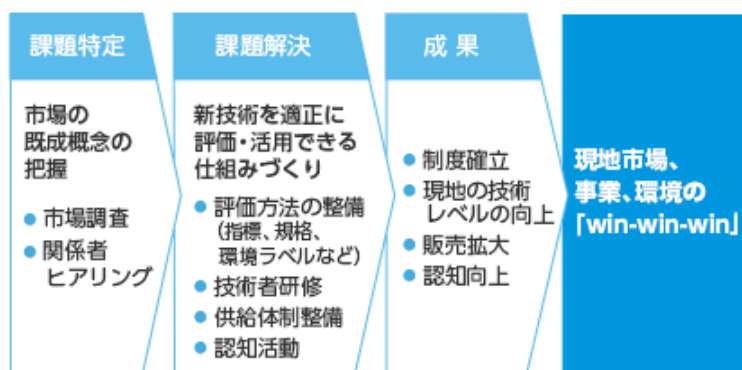 課題特定
市場の
既成概念の
把握
● 市場調査
● 関係者
ヒアリング
課題解決
新技術を適正に
評価・活用できる
仕組みづくり
● 評価方法の整備
(指標、規格、
環境ラベルなど)
● 技術者研修
● 供給体制整備
● 認知活動
成果
● 制度確立
● 現地の技術
レベルの向上
● 販売拡大
● 認知向上
現地市場、
事業、環境の
「win-win-win」